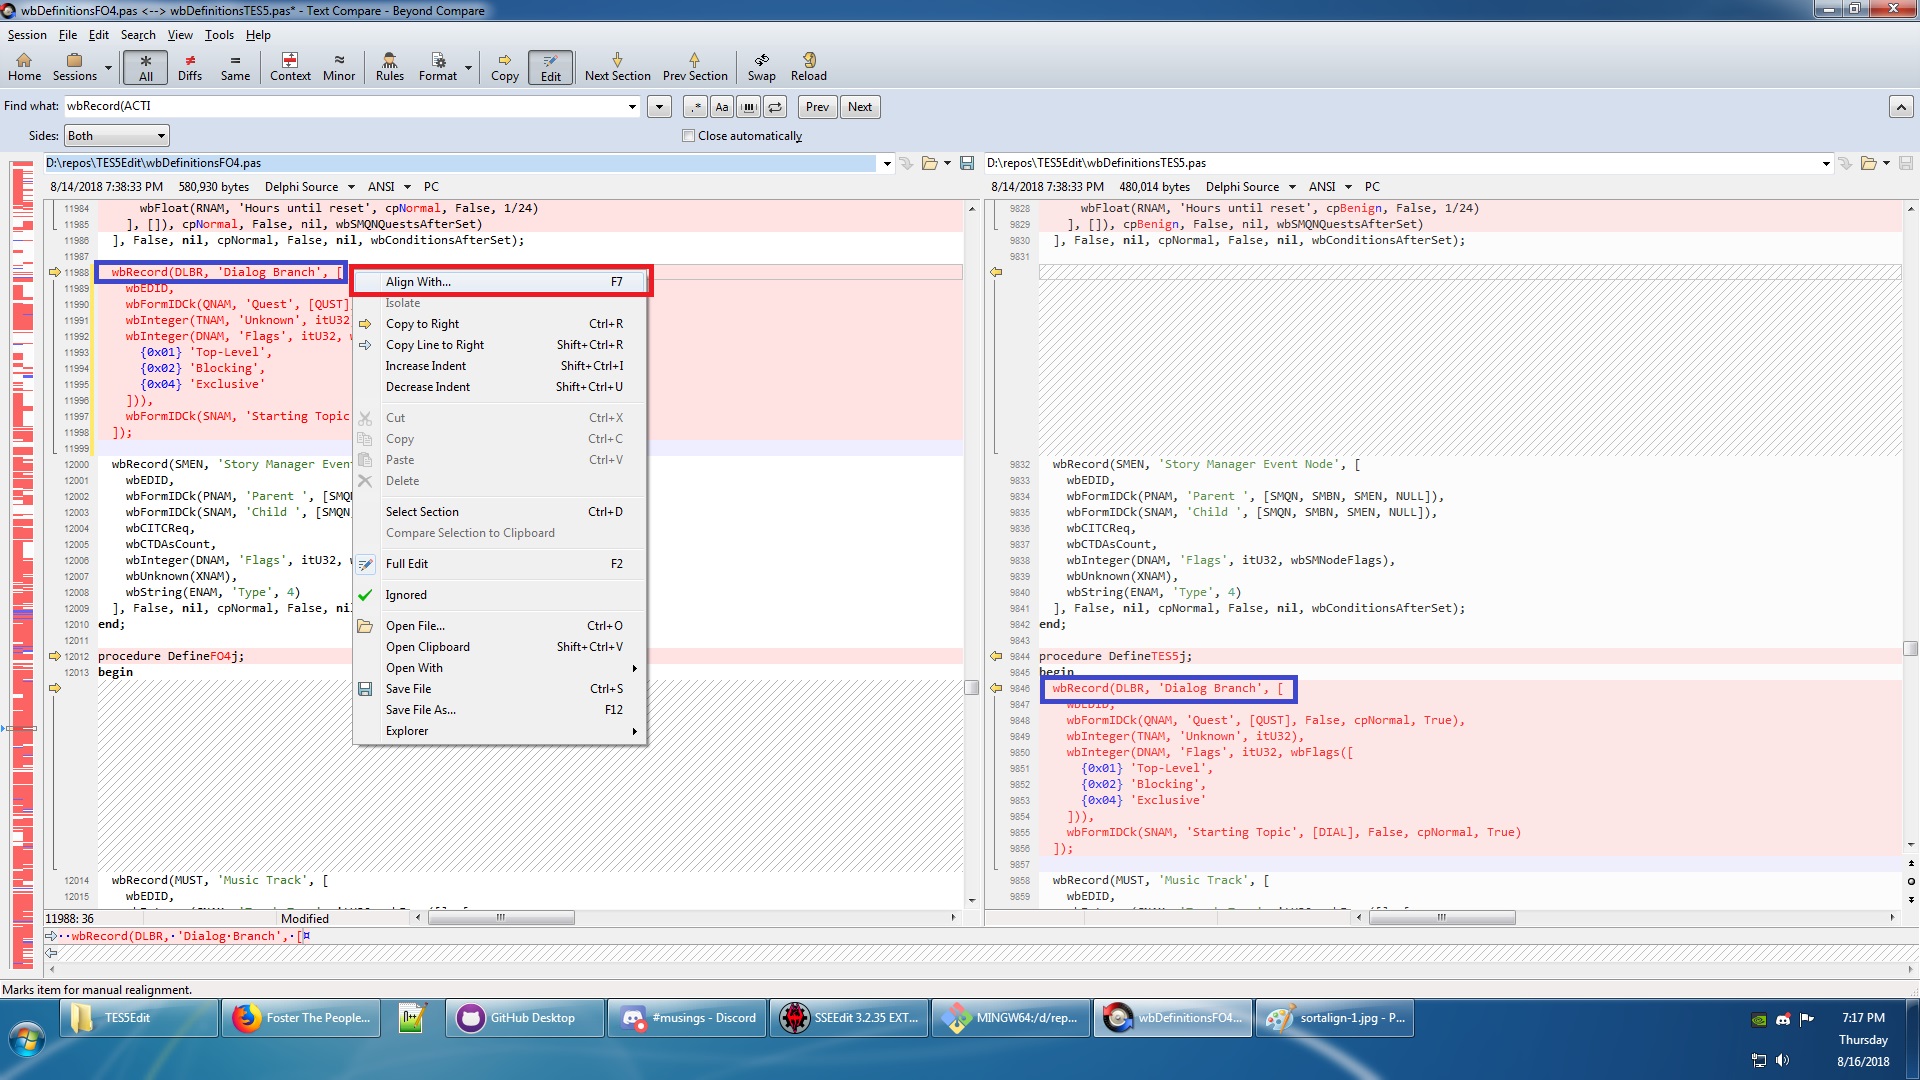 wbDefinitionsFO4.pas <--> wbDefinitionsTES5.pas* - Text Compare - Beyond Compare
Session File Edit Search View Tools Help
Home Sessions All Diffs Same Context Minor Rules Format Copy Edit Next Section Prev Section Swap Reload
Find what: wbRecord(ACTI .* Aa Prev Next
Sides: Both Close automatically
D:\repos\TES5Edit\wbDefinitionsFO4.pas
8/14/2018 7:38:33 PM 580,930 bytes Delphi Source ANSI PC
11984 wbFloat(RNAM, 'Hours until reset', cpNormal, False, 1/24)
11985 ], []), cpNormal, False, nil, wbSMQNQuestsAfterSet)
11986 ], False, nil, cpNormal, False, nil, wbConditionsAfterSet);
11987
11988 wbRecord(DLBR, 'Dialog Branch', [
11989 wbEDID,
11990 wbFormIDCk(QNAM, 'Quest', [QUST]
11991 wbInteger(TNAM, 'Unknown', itU32
11992 wbInteger(DNAM, 'Flags', itU32,
11993 {0x01} 'Top-Level',
11994 {0x02} 'Blocking',
11995 {0x04} 'Exclusive'
11996 ])),
11997 wbFormIDCk(SNAM, 'Starting Topic
11998 ]);
11999
12000 wbRecord(SMEN, 'Story Manager Even
12001 wbEDID,
12002 wbFormIDCk(PNAM, 'Parent ', [SMQN
12003 wbFormIDCk(SNAM, 'Child ', [SMQN,
12004 wbCITCReq,
12005 wbCTDAsCount,
12006 wbInteger(DNAM, 'Flags', itU32,
12007 wbUnknown(XNAM),
12008 wbString(ENAM, 'Type', 4)
12009 ], False, nil, cpNormal, False, nil
12010 end;
12011
12012 procedure DefineFO4j;
12013 begin
12014 wbRecord(MUST, 'Music Track', [
12015 wbEDID,
Align With... F7
Isolate
Copy to Right Ctrl+R
Copy Line to Right Shift+Ctrl+R
Increase Indent Shift+Ctrl+I
Decrease Indent Shift+Ctrl+U
Cut Ctrl+X
Copy Ctrl+C
Paste Ctrl+V
Delete
Select Section Ctrl+D
Compare Selection to Clipboard
Full Edit F2
Ignored
Open File... Ctrl+O
Open Clipboard Shift+Ctrl+V
Open With
Save File Ctrl+S
Save File As... F12
Explorer
D:\repos\TES5Edit\wbDefinitionsTES5.pas
8/14/2018 7:38:33 PM 480,014 bytes Delphi Source ANSI PC
9828 wbFloat(RNAM, 'Hours until reset', cpBenign, False, 1/24)
9829 ], []), cpBenign, False, nil, wbSMQNQuestsAfterSet)
9830 ], False, nil, cpNormal, False, nil, wbConditionsAfterSet);
9831
9832 wbRecord(SMEN, 'Story Manager Event Node', [
9833 wbEDID,
9834 wbFormIDCk(PNAM, 'Parent ', [SMQN, SMBN, SMEN, NULL]),
9835 wbFormIDCk(SNAM, 'Child ', [SMQN, SMBN, SMEN, NULL]),
9836 wbCITCReq,
9837 wbCTDAsCount,
9838 wbInteger(DNAM, 'Flags', itU32, wbSMNodeFlags),
9839 wbUnknown(XNAM),
9840 wbString(ENAM, 'Type', 4)
9841 ], False, nil, cpNormal, False, nil, wbConditionsAfterSet);
9842 end;
9843
9844 procedure DefineTES5j;
9845 begin
9846 wbRecord(DLBR, 'Dialog Branch', [
9847 wbEDID,
9848 wbFormIDCk(QNAM, 'Quest', [QUST], False, cpNormal, True),
9849 wbInteger(TNAM, 'Unknown', itU32),
9850 wbInteger(DNAM, 'Flags', itU32, wbFlags([
9851 {0x01} 'Top-Level',
9852 {0x02} 'Blocking',
9853 {0x04} 'Exclusive'
9854 ])),
9855 wbFormIDCk(SNAM, 'Starting Topic', [DIAL], False, cpNormal, True)
9856 ]);
9857
9858 wbRecord(MUST, 'Music Track', [
9859 wbEDID,
11988: 36 Modified
··wbRecord(DLBR,·'Dialog·Branch',·[¤
Marks item for manual realignment.
TES5Edit Foster The People... GitHub Desktop #musings - Discord SSEEdit 3.2.35 EXT... MINGW64:/d/rep... wbDefinitionsFO4... sortalign-1.jpg - P...
7:17 PM
Thursday
8/16/2018